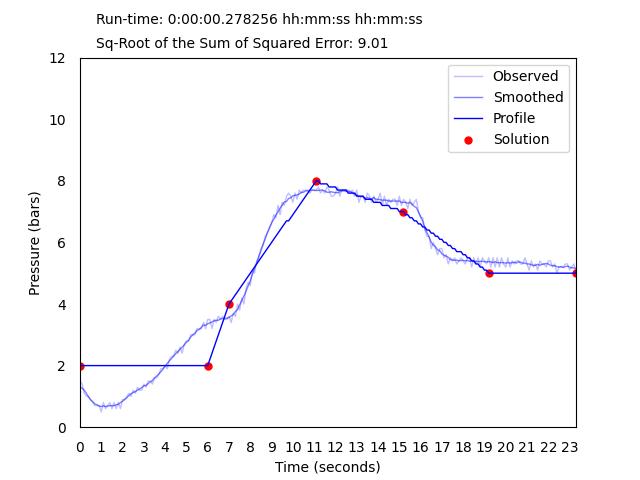 Run-time: 0:00:00.278256 hh:mm:ss hh:mm:ss
Sq-Root of the Sum of Squared Error: 9.01
12
10
8
6
4
2
0
Pressure (bars)
Observed
Smoothed
Profile
Solution
0 1 2 3 4 5 6 7 8 9 10 11 12 13 14 15 16 17 18 19 20 21 22 23
Time (seconds)